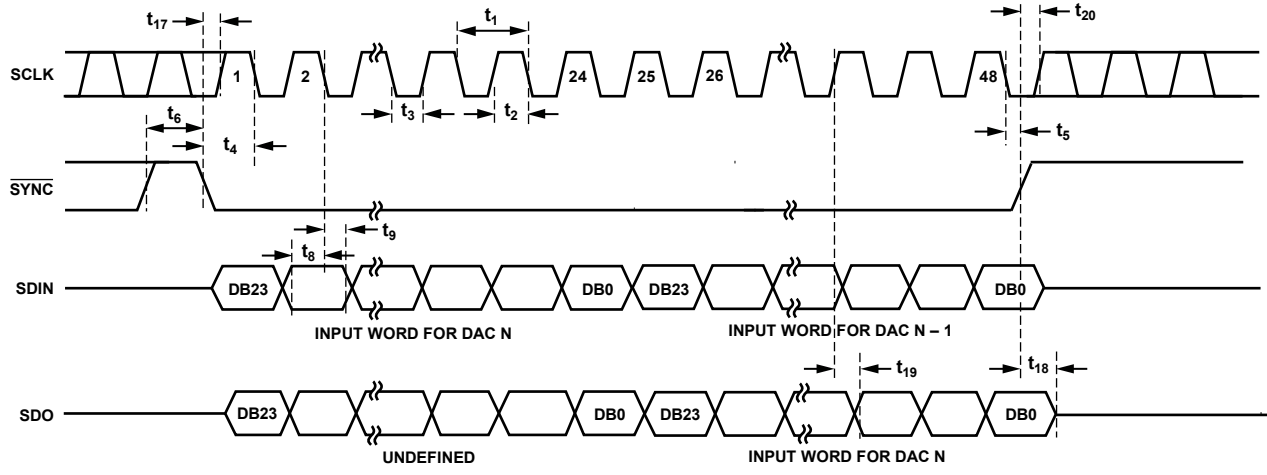 t17
t1
t20
SCLK
1
2
24
25
26
48
t3
t2
t6
t4
t5
SYNC
t9
t8
SDIN
DB23
DB0
DB23
DB0
INPUT WORD FOR DAC N
INPUT WORD FOR DAC N – 1
t19
t18
SDO
DB23
DB0
DB23
DB0
UNDEFINED
INPUT WORD FOR DAC N